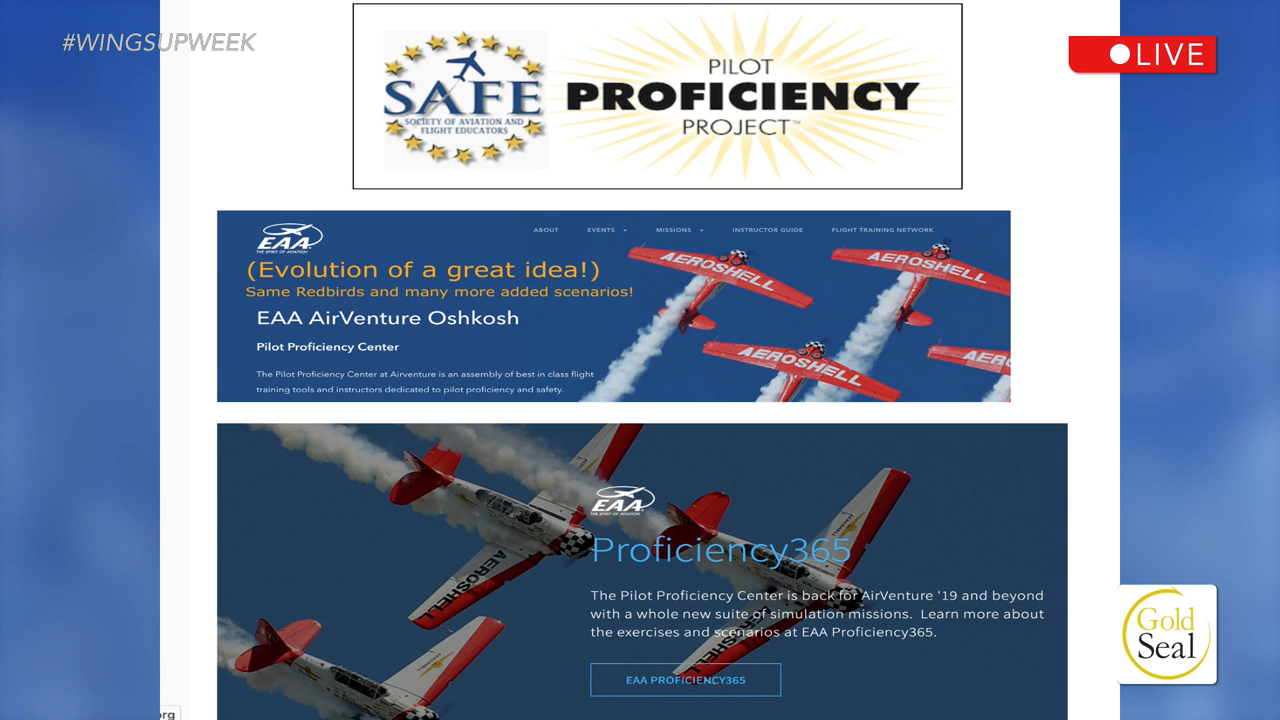 #WINGSUPWEEK
LIVE
SAFE
SOCIETY OF AVIATION AND
FLIGHT EDUCATORS
PILOT
PROFICIENCY
PROJECT™
EAA
THE SPIRIT OF AVIATION
ABOUT EVENTS MISSIONS INSTRUCTOR GUIDE FLIGHT TRAINING NETWORK
(Evolution of a great idea!)
Same Redbirds and many more added scenarios!
EAA AirVenture Oshkosh
Pilot Proficiency Center
The Pilot Proficiency Center at Airventure is an assembly of best in class flight
training tools and instructors dedicated to pilot proficiency and safety.
AEROSHELL
AEROSHELL
AEROSHELL
AEROSH
EAA
THE SPIRIT OF AVIATION
Proficiency365
The Pilot Proficiency Center is back for AirVenture '19 and beyond
with a whole new suite of simulation missions. Learn more about
the exercises and scenarios at EAA Proficiency365.
EAA PROFICIENCY365
AEROSHELL
AEROSHELL
Gold
Seal
org